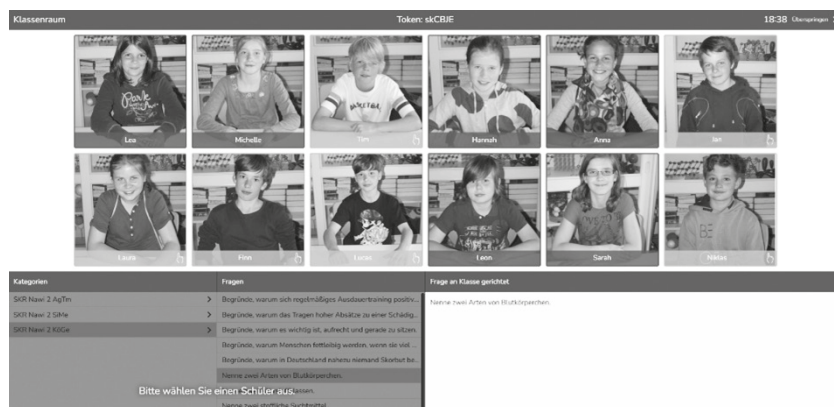 Klassenraum Token: skCBJE 18:38 Überspringen
Park
BASKETBALL
Lea Michelle Tim Hannah Anna Jan
BE
Laura Finn Lucas Leon Sarah Niklas
Kategorien Fragen Frage an Klasse gerichtet
SKR Nawi 2 AgTm Begründe, warum sich regelmäßiges Ausdauertraining positiv... Nenne zwei Arten von Blutkörperchen.
SKR Nawi 2 SiMe Begründe, warum das Tragen hoher Absätze zu einer Schädig...
SKR Nawi 2 KöGe Begründe, warum es wichtig ist, aufrecht und gerade zu sitzen.
Begründe, warum Menschen fettleibig werden, wenn sie viel ...
Begründe, warum in Deutschland nahezu niemand Skorbut be...
Nenne zwei Arten von Blutkörperchen.
Bitte wählen Sie einen Schüler aus.
Nenne zwei stoffliche Suchtmittel.